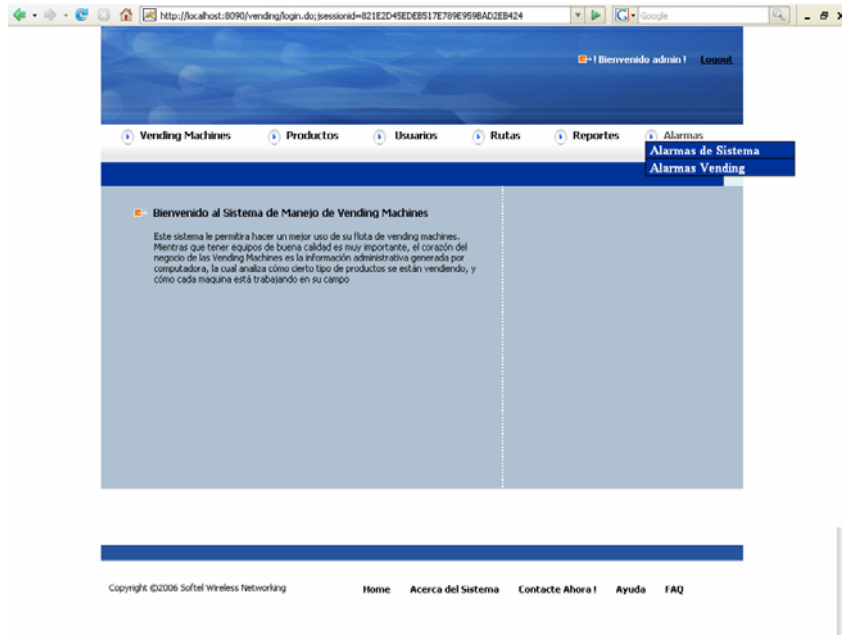 http://localhost:8090/vending/login.do;jsessionid=821E2D45EDEB517E789E959BAD2EB424
Google
! Bienvenido admin ! Logout
Vending Machines Productos Usuarios Rutas Reportes Alarmas
Alarmas de Sistema
Alarmas Vending
Bienvenido al Sistema de Manejo de Vending Machines
Este sistema le permitira hacer un mejor uso de su flota de vending machines.
Mentras que tener equipos de buena calidad es muy importante, el corazón del
negocio de las Vending Machines es la información administrativa generada por
computadora, la cual analiza cómo cierto tipo de productos se están vendiendo, y
cómo cada maquina está trabajando en su campo
Copyright ©2006 Softel Wireless Networking
Home Acerca del Sistema Contacte Ahora ! Ayuda FAQ